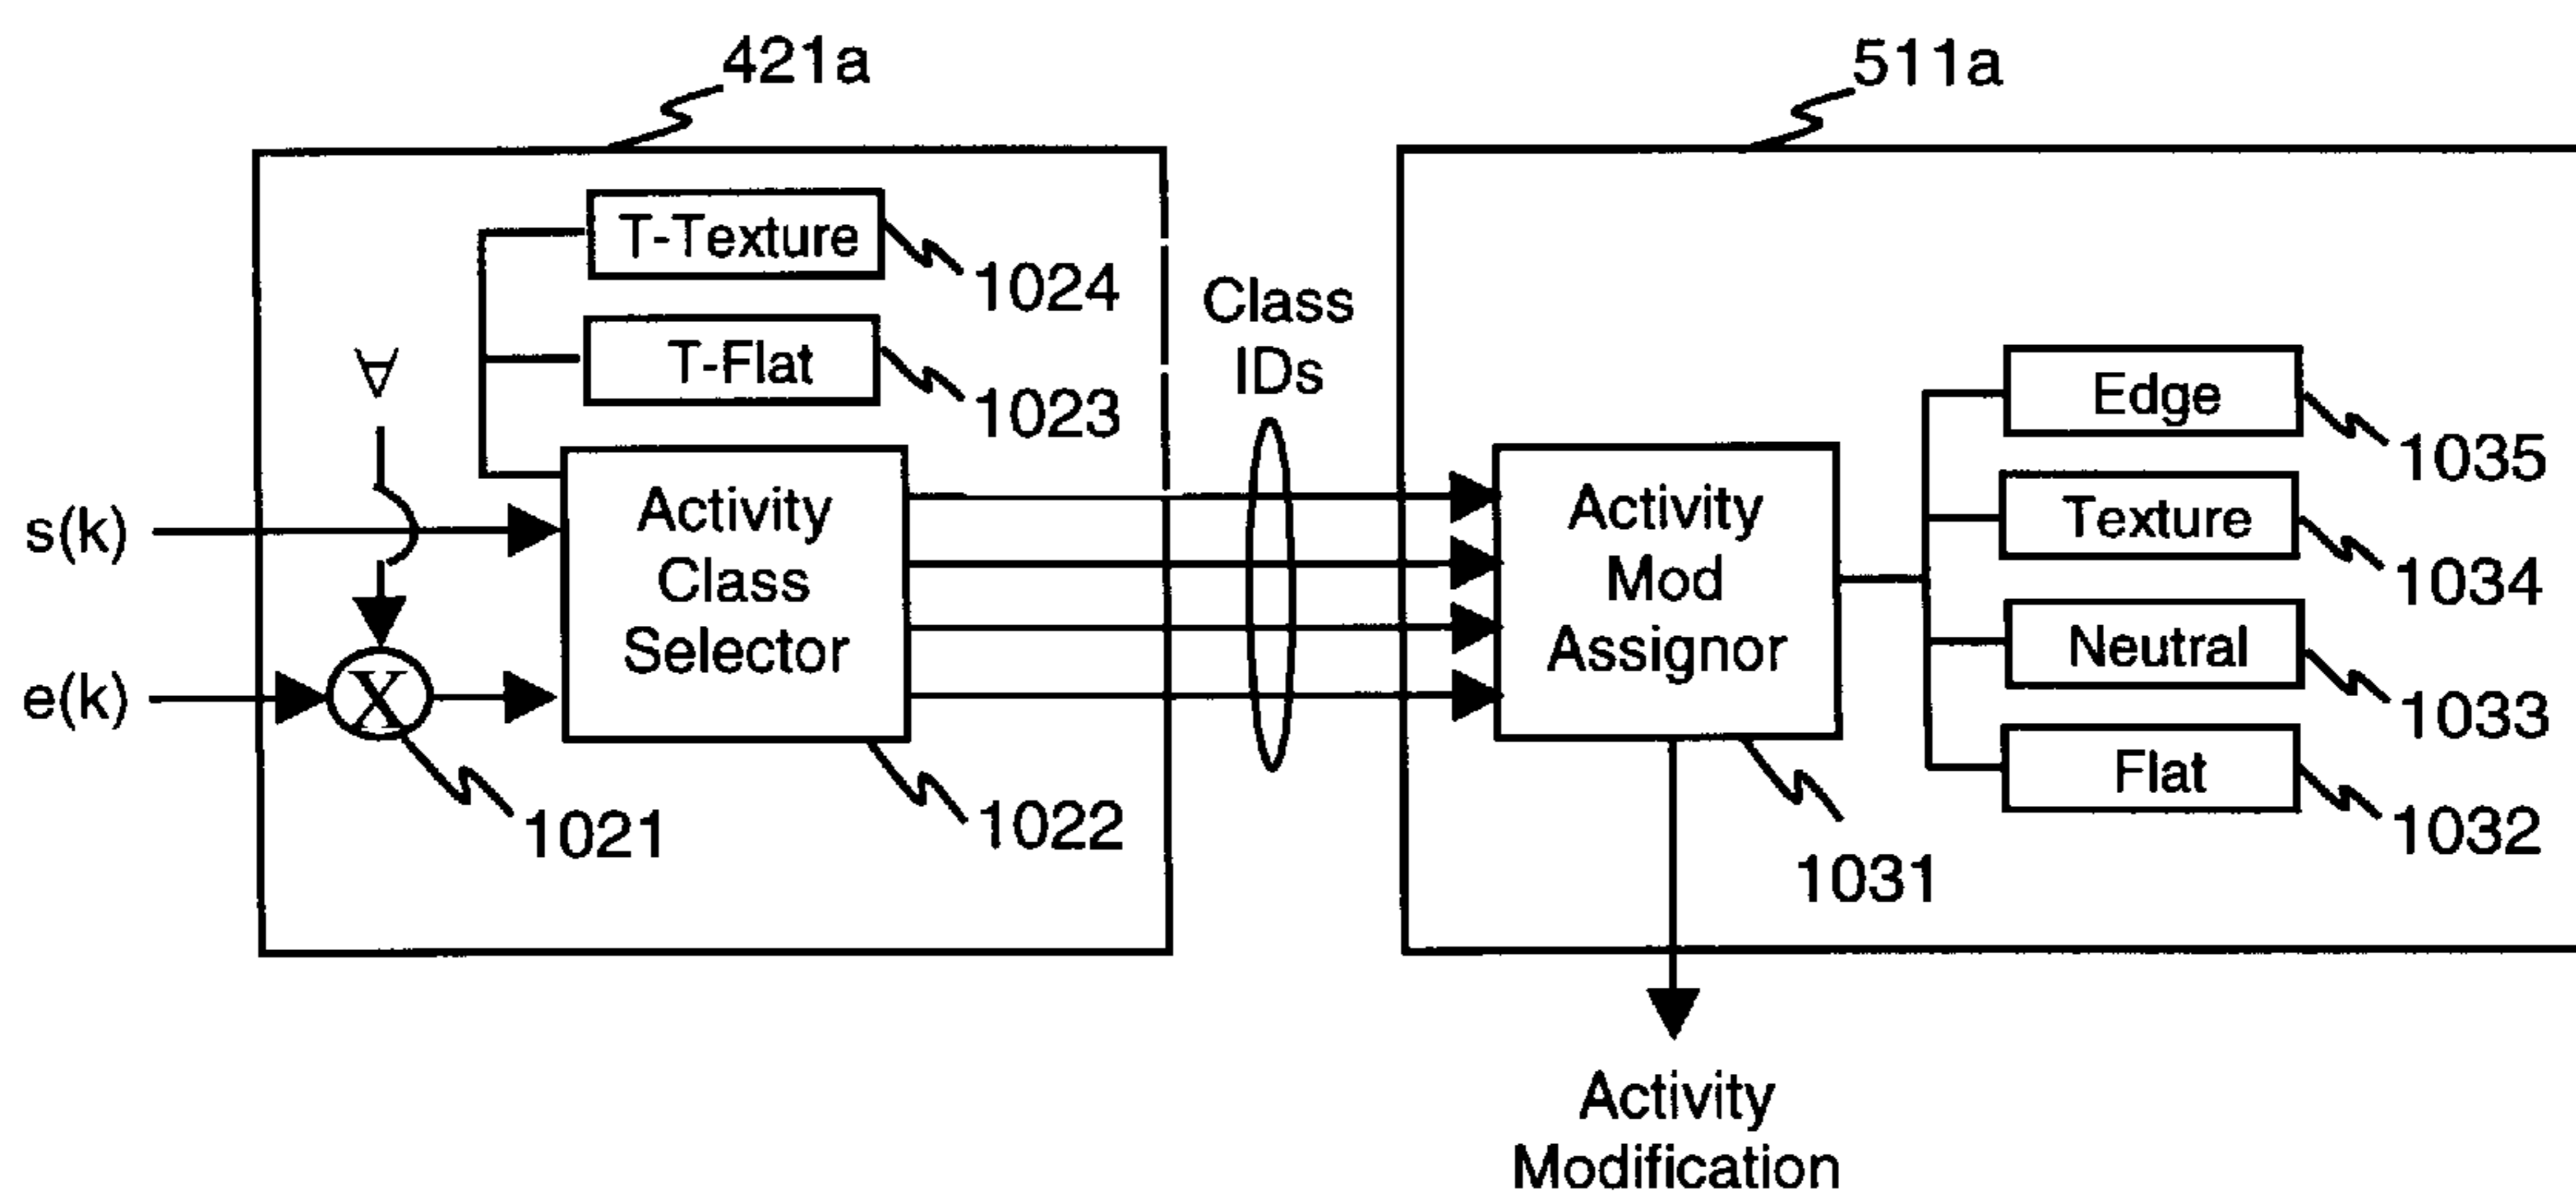 421a
511a
T-Texture
1024
T-Flat
1023
∀
s(k)
e(k)
X
1021
Activity
Class
Selector
1022
Class
IDs
Activity
Mod
Assignor
1031
Edge
1035
Texture
1034
Neutral
1033
Flat
1032
Activity
Modification